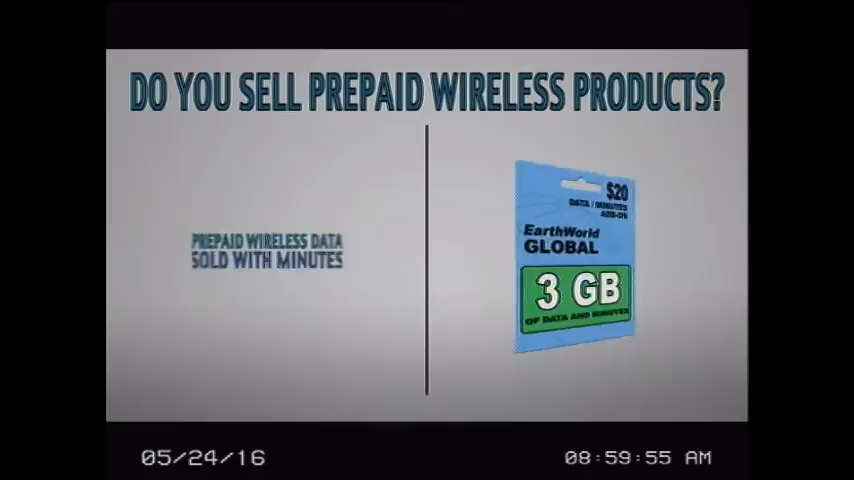 DO YOU SELL PREPAID WIRELESS PRODUCTS?
PREPAID WIRELESS DATA
SOLD WITH MINUTES
$20
DATA / MINUTES
ADD-ON
EarthWorld
GLOBAL
3 GB
OF DATA AND MINUTES
05/24/16
08:59:55 AM